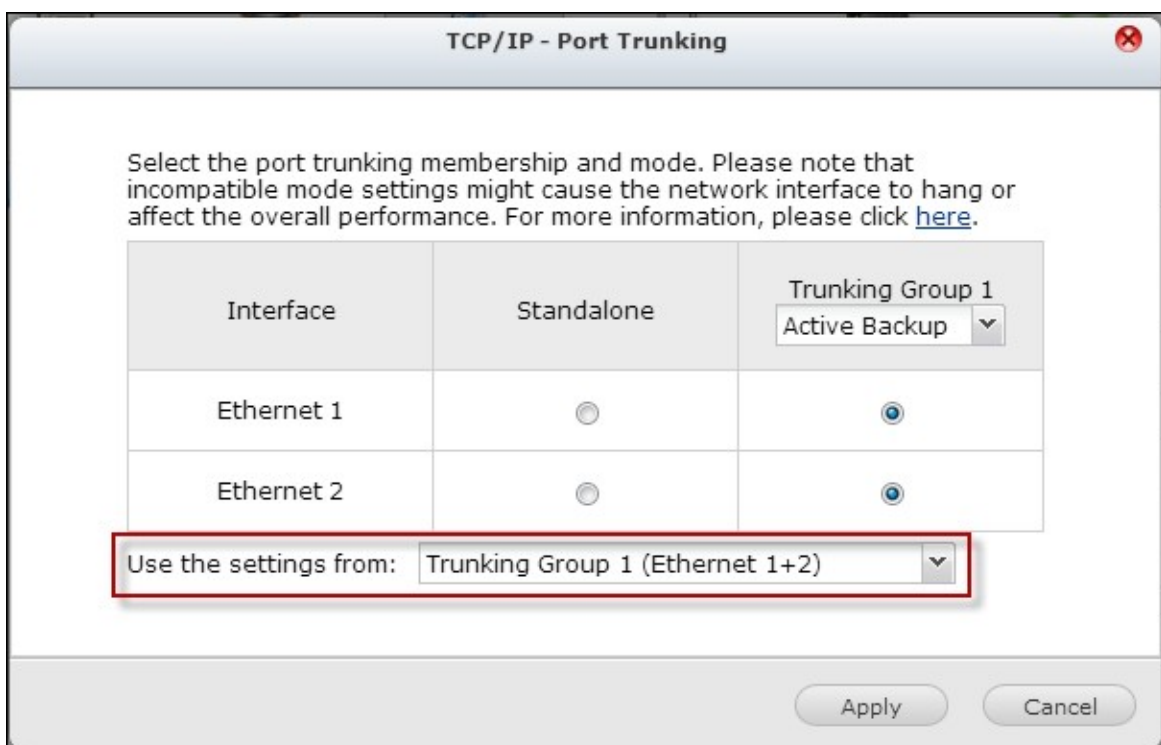 TCP/IP - Port Trunking
Select the port trunking membership and mode. Please note that
incompatible mode settings might cause the network interface to hang or
affect the overall performance. For more information, please click here.
Interface
Standalone
Trunking Group 1
Active Backup
Ethernet 1
Ethernet 2
Use the settings from: Trunking Group 1 (Ethernet 1+2)
Apply
Cancel